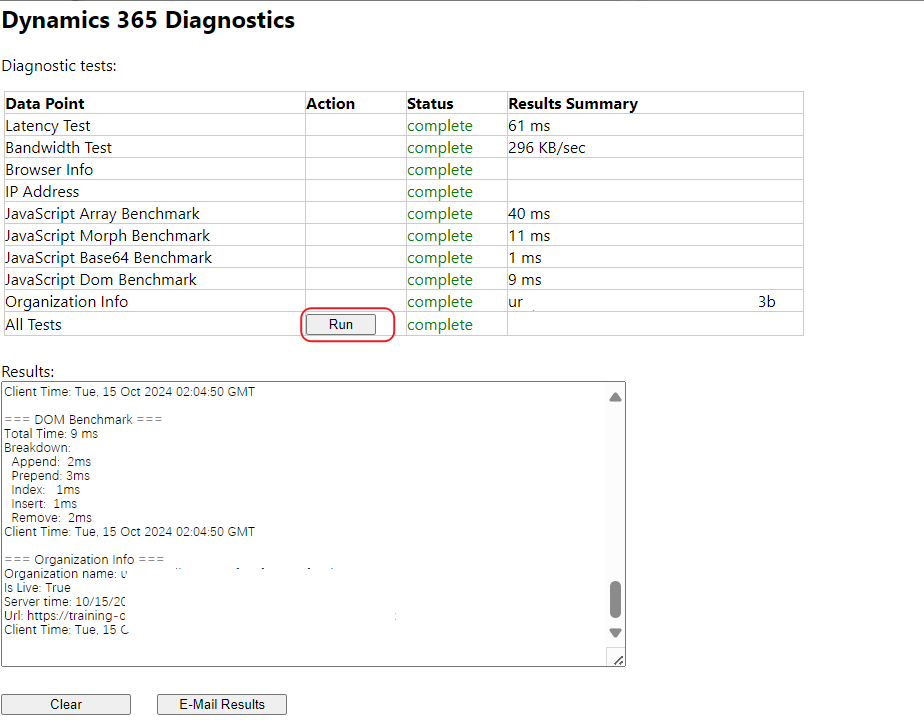 Dynamics 365 Diagnostics
Diagnostic tests:
Data Point Action Status Results Summary
Latency Test complete 61 ms
Bandwidth Test complete 296 KB/sec
Browser Info complete
IP Address complete
JavaScript Array Benchmark complete 40 ms
JavaScript Morph Benchmark complete 11 ms
JavaScript Base64 Benchmark complete 1 ms
JavaScript Dom Benchmark complete 9 ms
Organization Info complete ur 3b
All Tests Run complete
Results:
Client Time: Tue, 15 Oct 2024 02:04:50 GMT
=== DOM Benchmark ===
Total Time: 9 ms
Breakdown:
Append: 2ms
Prepend: 3ms
Index: 1ms
Insert: 1ms
Remove: 2ms
Client Time: Tue, 15 Oct 2024 02:04:50 GMT
=== Organization Info ===
Organization name:
Is Live: True
Server time: 10/15/20
Url: https://training-
Client Time: Tue, 15
Clear E-Mail Results